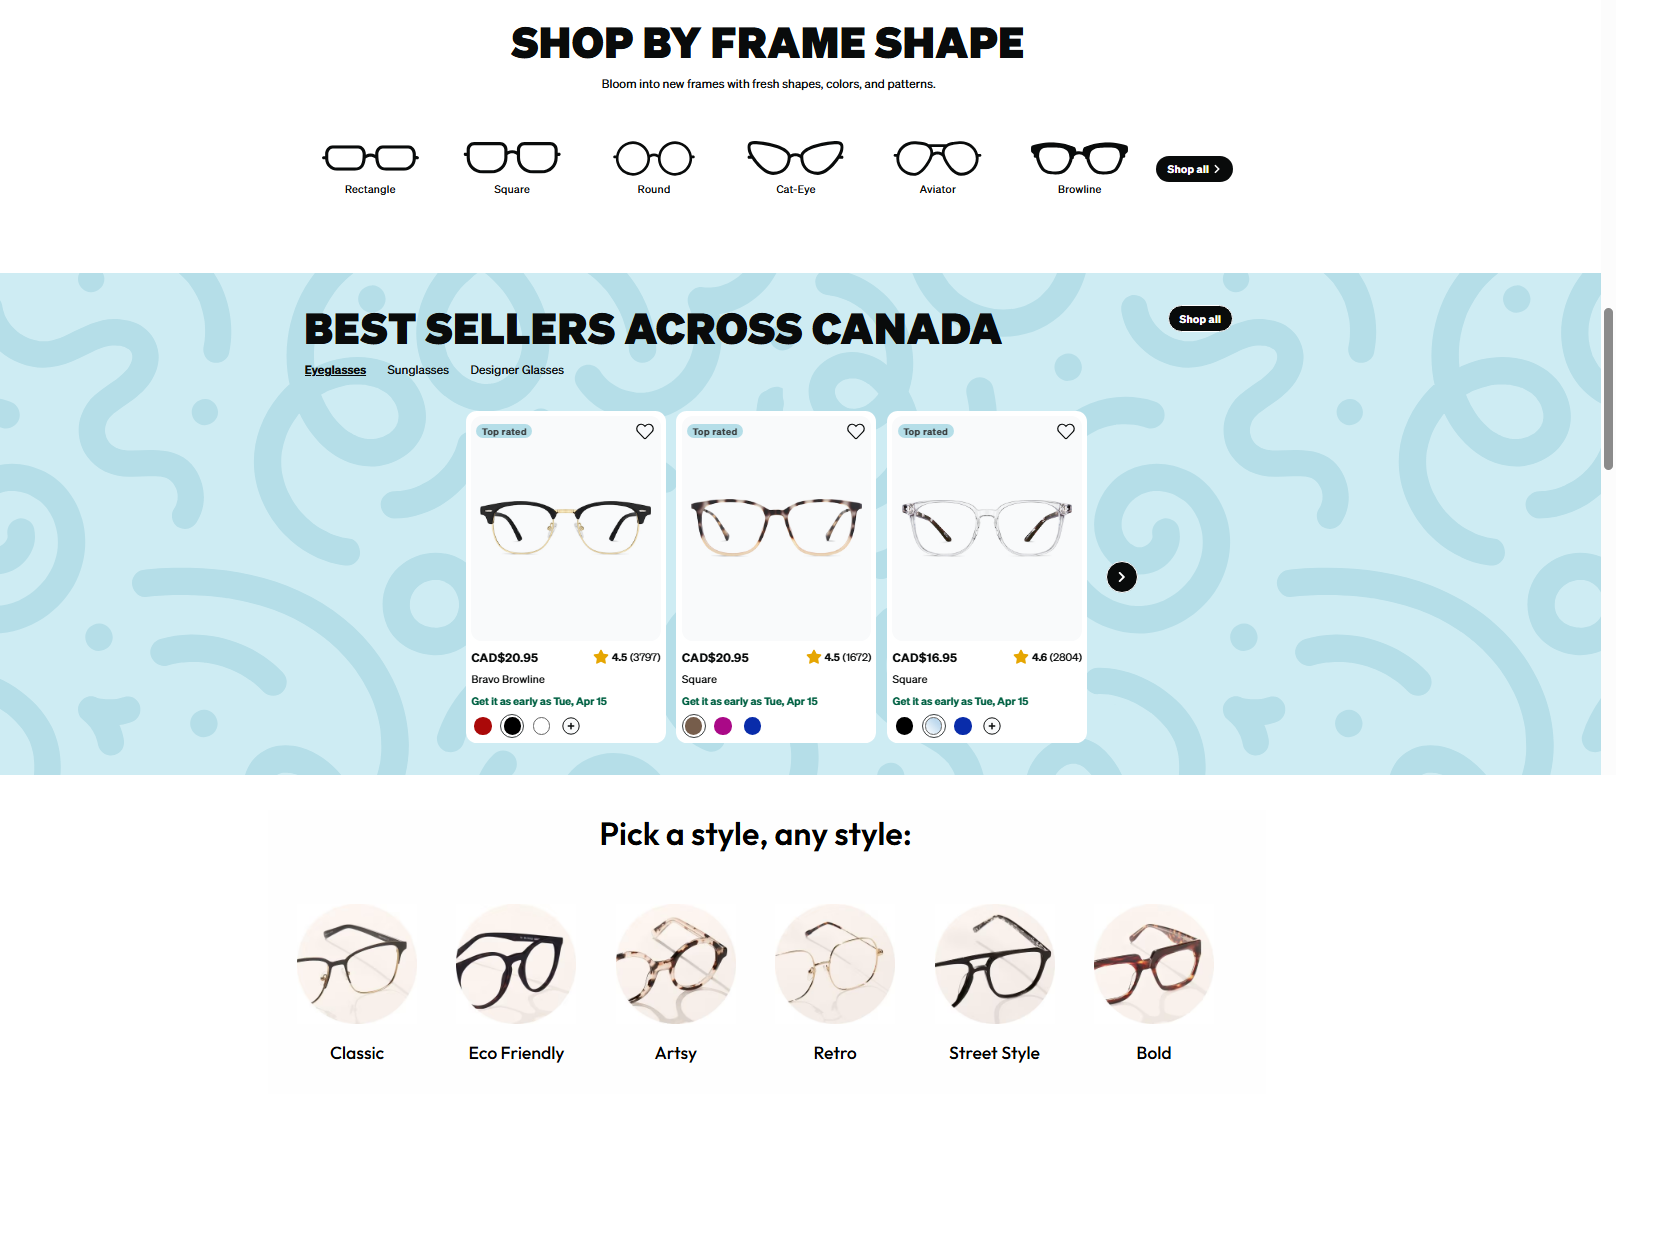 SHOP BY FRAME SHAPE
Bloom into new frames with fresh shapes, colors, and patterns.
Rectangle
Square
Round
Cat-Eye
Aviator
Browline
Shop all
BEST SELLERS ACROSS CANADA
Shop all
Eyeglasses Sunglasses Designer Glasses
Top rated
CAD$20.95 4.5 (3797)
Bravo Browline
Get it as early as Tue, Apr 15
Top rated
CAD$20.95 4.5 (1672)
Square
Get it as early as Tue, Apr 15
Top rated
CAD$16.95 4.6 (2804)
Square
Get it as early as Tue, Apr 15
Pick a style, any style:
Classic
Eco Friendly
Artsy
Retro
Street Style
Bold